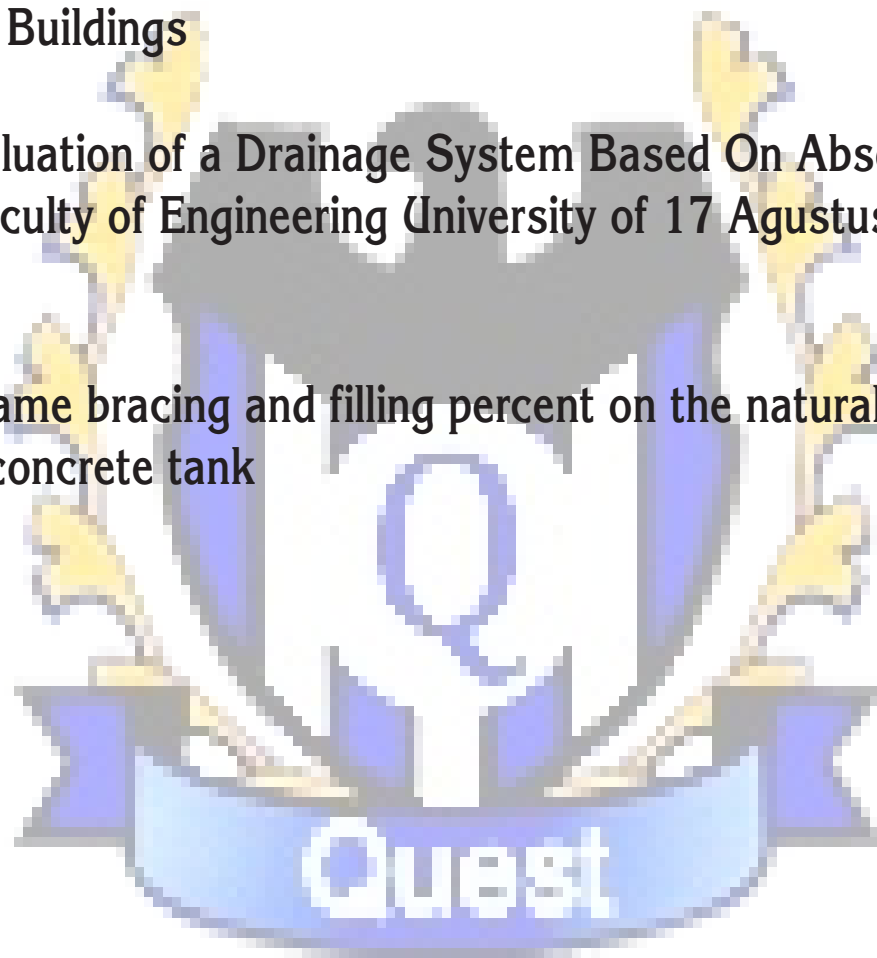 Buildings
luation of a Drainage System Based On Abs
culty of Engineering University of 17 Agustus
ame bracing and filling percent on the natural
concrete tank
Q
Quest